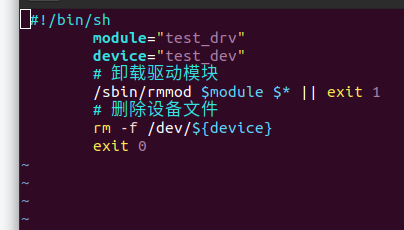 #!/bin/sh
module="test_drv"
device="test_dev"
# 卸载驱动模块
/sbin/rmmod $module $* || exit 1
# 删除设备文件
rm -f /dev/${device}
exit 0
~
~
~
~